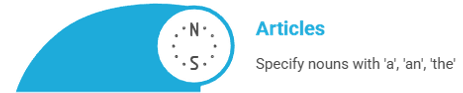 N
S
Articles
Specify nouns with 'a', 'an', 'the'